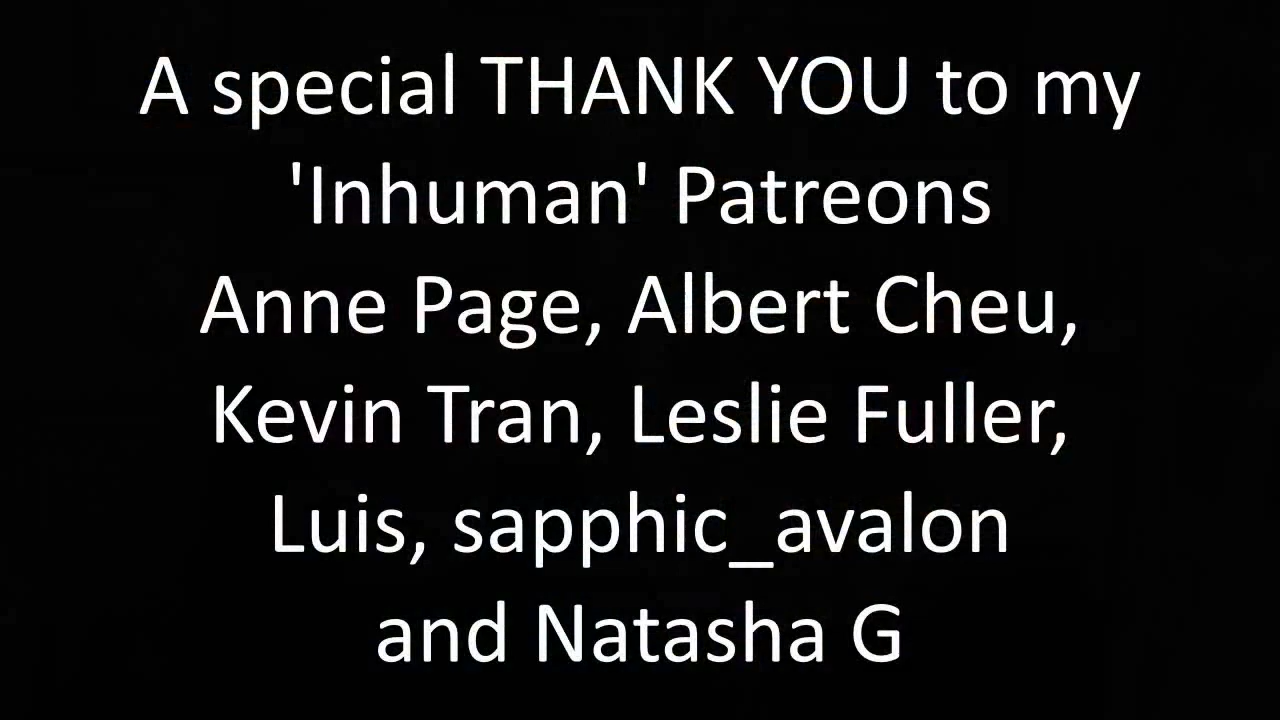 A special THANK YOU to my
'Inhuman' Patreons
Anne Page, Albert Cheu,
Kevin Tran, Leslie Fuller,
Luis, sapphic_avalon
and Natasha G